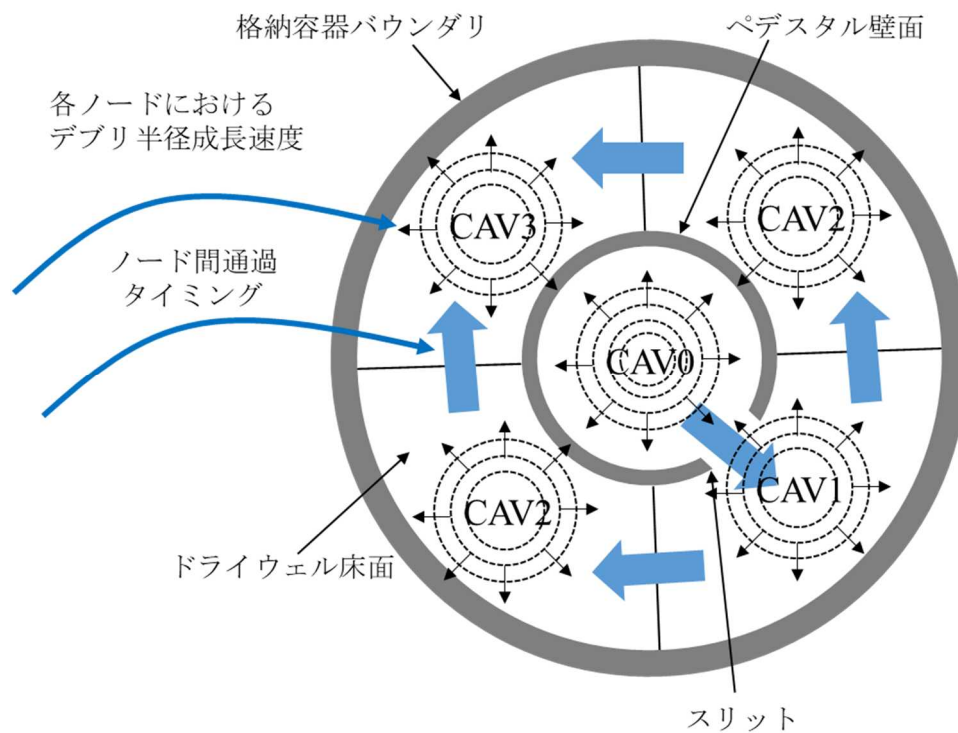 格納容器バウンダリ
ペデスタル壁面
各ノードにおける
デブリ半径成長速度
CAV3
CAV2
ノード間通過
タイミング
CAV0
CAV2
CAV1
ドライウェル床面
スリット